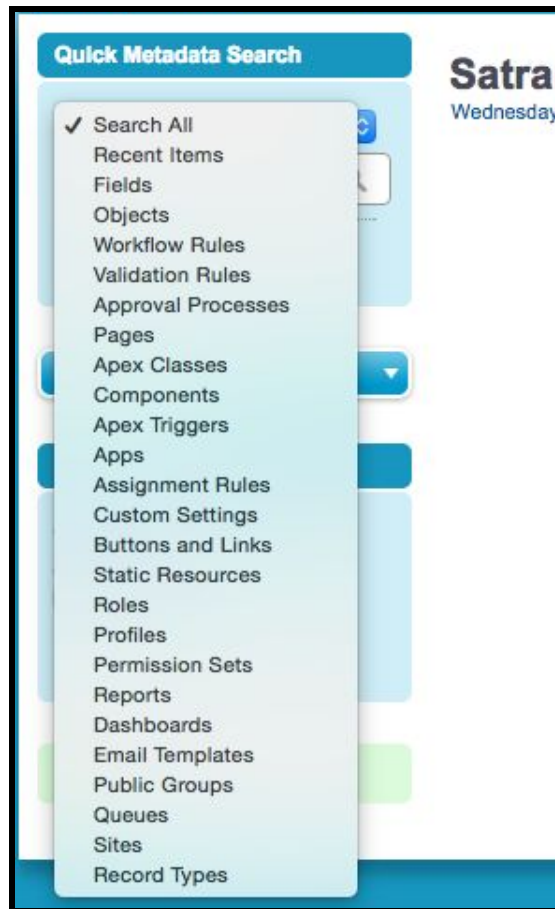 Quick Metadata Search
Satra
Wednesday
Search All
Recent Items
Fields
Objects
Workflow Rules
Validation Rules
Approval Processes
Pages
Apex Classes
Components
Apex Triggers
Apps
Assignment Rules
Custom Settings
Buttons and Links
Static Resources
Roles
Profiles
Permission Sets
Reports
Dashboards
Email Templates
Public Groups
Queues
Sites
Record Types